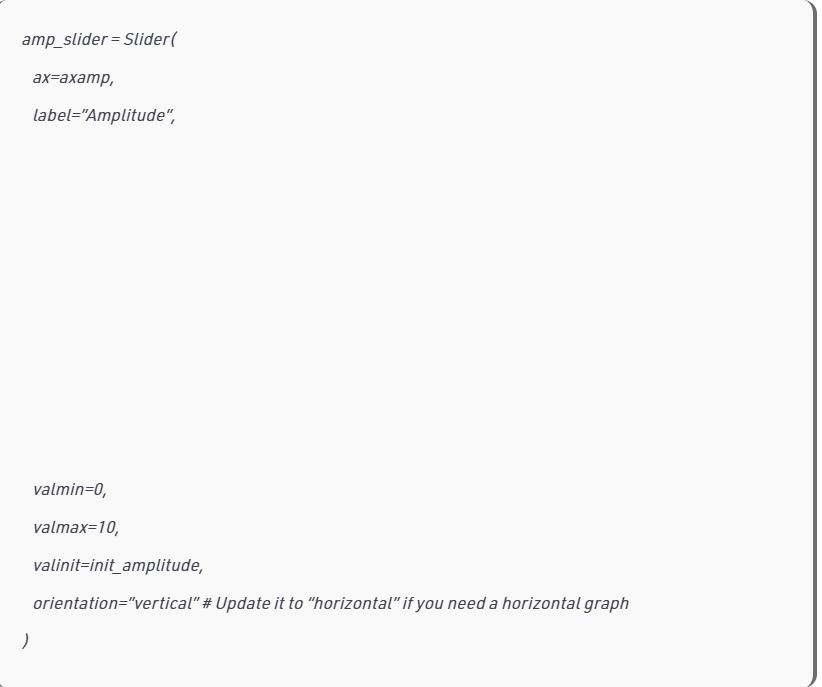 amp_slider = Slider(
ax=axamp,
label=”Amplitude”,
valmin=0,
valmax=10,
valinit=init_amplitude,
orientation=”vertical” # Update it to “horizontal” if you need a horizontal graph
)